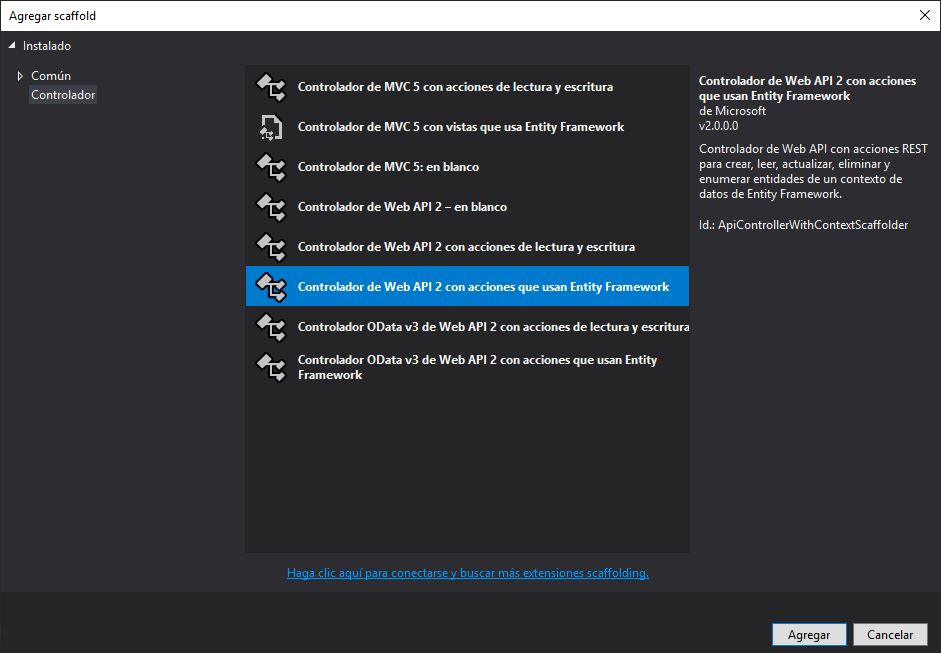 Agregar scaffold
Instalado
Común
Controlador
Controlador de MVC 5 con acciones de lectura y escritura
Controlador de MVC 5 con vistas que usa Entity Framework
Controlador de MVC 5: en blanco
Controlador de Web API 2 – en blanco
Controlador de Web API 2 con acciones de lectura y escritura
Controlador de Web API 2 con acciones que usan Entity Framework
Controlador OData v3 de Web API 2 con acciones de lectura y escritura
Controlador OData v3 de Web API 2 con acciones que usan Entity
Framework
Controlador de Web API 2 con acciones
que usan Entity Framework
de Microsoft
v2.0.0.0
Controlador de Web API con acciones REST
para crear, leer, actualizar, eliminar y
enumerar entidades de un contexto de
datos de Entity Framework.
Id.: ApiControllerWithContextScaffolder
Haga clic aquí para conectarse y buscar más extensiones scaffolding.
Agregar
Cancelar